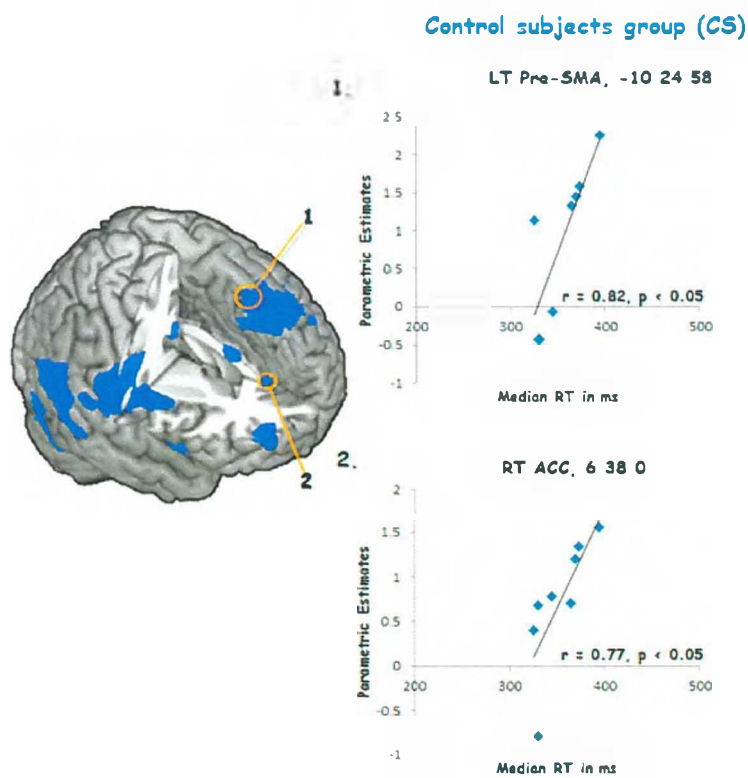 Control subjects group (CS)
1.
LT Pre-SMA, -10 24 58
2 5
2
1.5
1
0.5
0
-0.5
-1
Parametric Estimates
r = 0.82, p < 0.05
200 300 400 500
Median RT in ms
1
2
2.
RT ACC, 6 38 0
2
1.5
1
0.5
0
-0.5
-1
Parametric Estimates
r = 0.77, p < 0.05
200 300 400 500
Median RT in ms